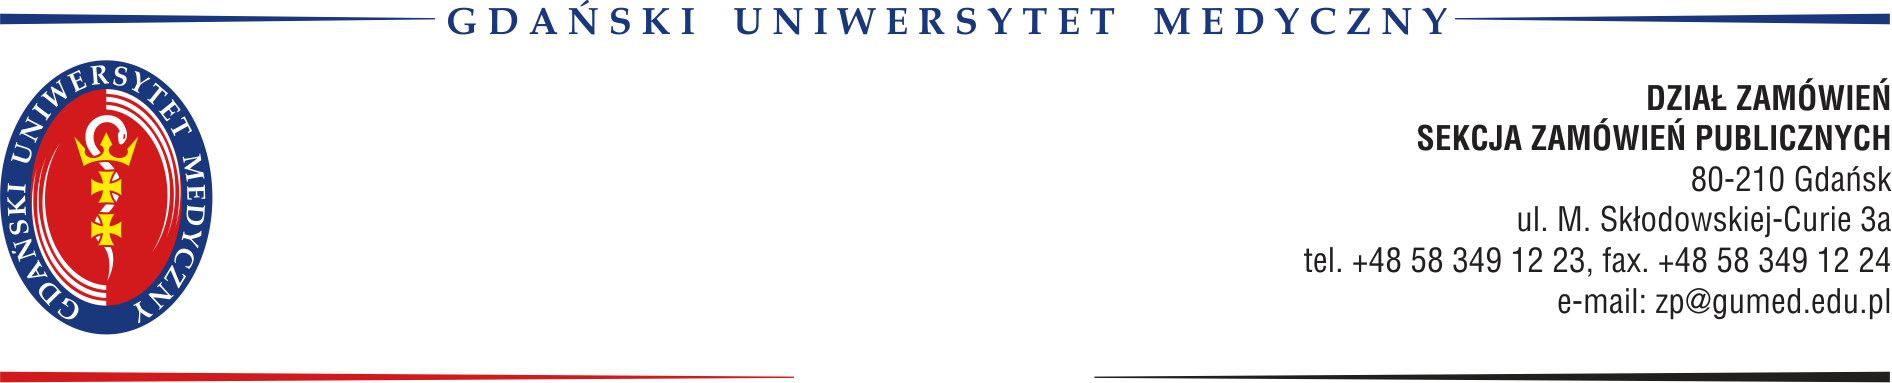 GDAŃSKI UNIWERSYTET MEDYCZNY
GDAŃSKI UNIWERSYTET MEDYCZNY
DZIAŁ ZAMÓWIEŃ
SEKCJA ZAMÓWIEŃ PUBLICZNYCH
80-210 Gdańsk
ul. M. Skłodowskiej-Curie 3a
tel. +48 58 349 12 23, fax. +48 58 349 12 24
e-mail: zp@gumed.edu.pl